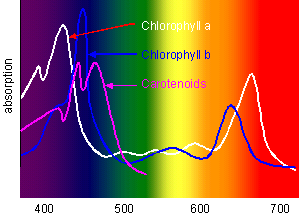 Chlorophyll a
Chlorophyll b
Carotenoids
absorption
400
500
600
700